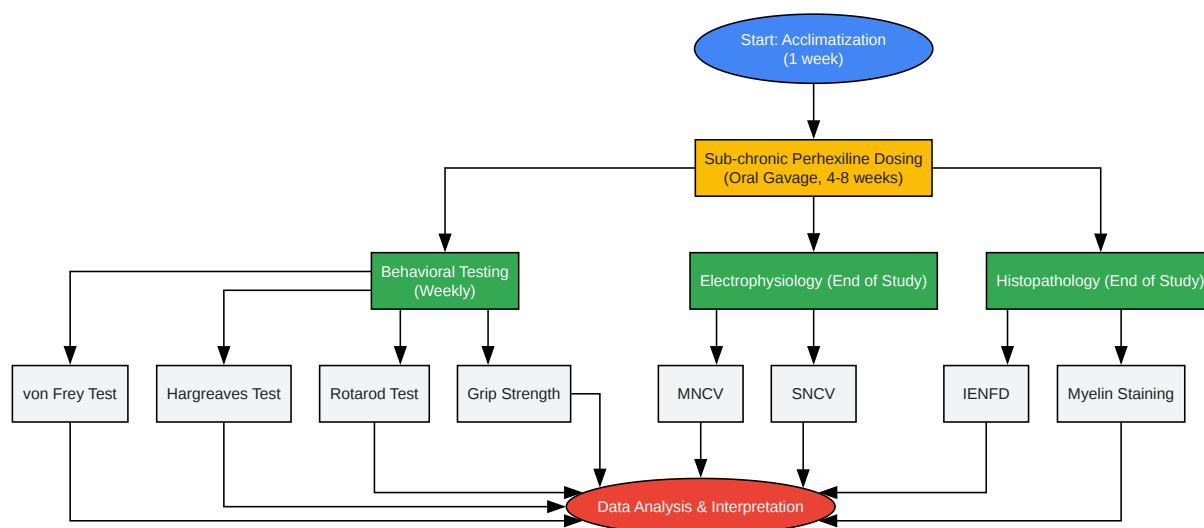 Start: Acclimatization
(1 week)
Sub-chronic Perhexiline Dosing
(Oral Gavage, 4-8 weeks)
Behavioral Testing
(Weekly)
Electrophysiology (End of Study)
Histopathology (End of Study)
von Frey Test
Hargreaves Test
Rotarod Test
Grip Strength
MNCV
SNCV
IENFD
Myelin Staining
Data Analysis & Interpretation